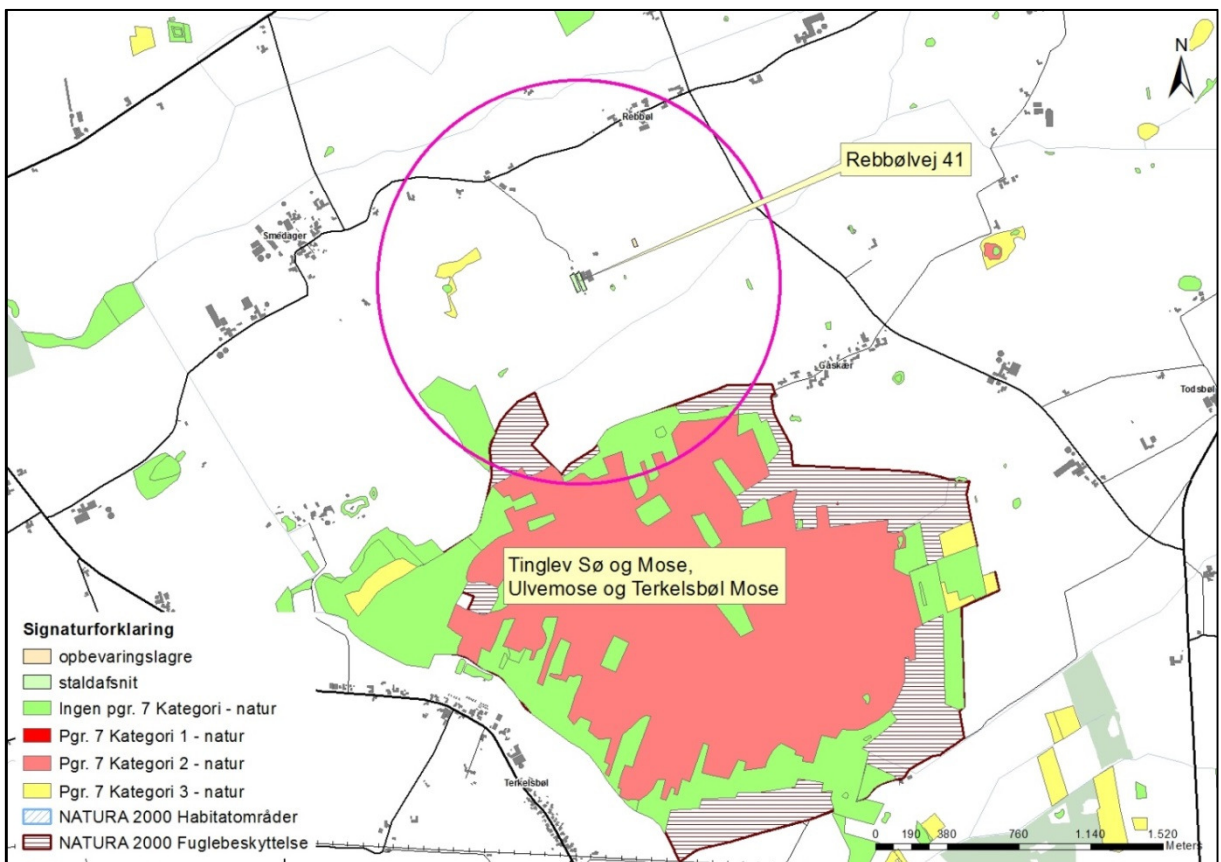 N
Rebbøl
Rebbølvej 41
Smedager
Gåskær
Todsbøl
Tinglev Sø og Mose,
Ulvemose og Terkelsbøl Mose
Terkelsbøl
Signaturforklaring
opbevaringslagre
staldafsnit
Ingen pgr. 7 Kategori - natur
Pgr. 7 Kategori 1 - natur
Pgr. 7 Kategori 2 - natur
Pgr. 7 Kategori 3 - natur
NATURA 2000 Habitatområder
NATURA 2000 Fuglebeskyttelse
0 190 380 760 1.140 1.520
Meters